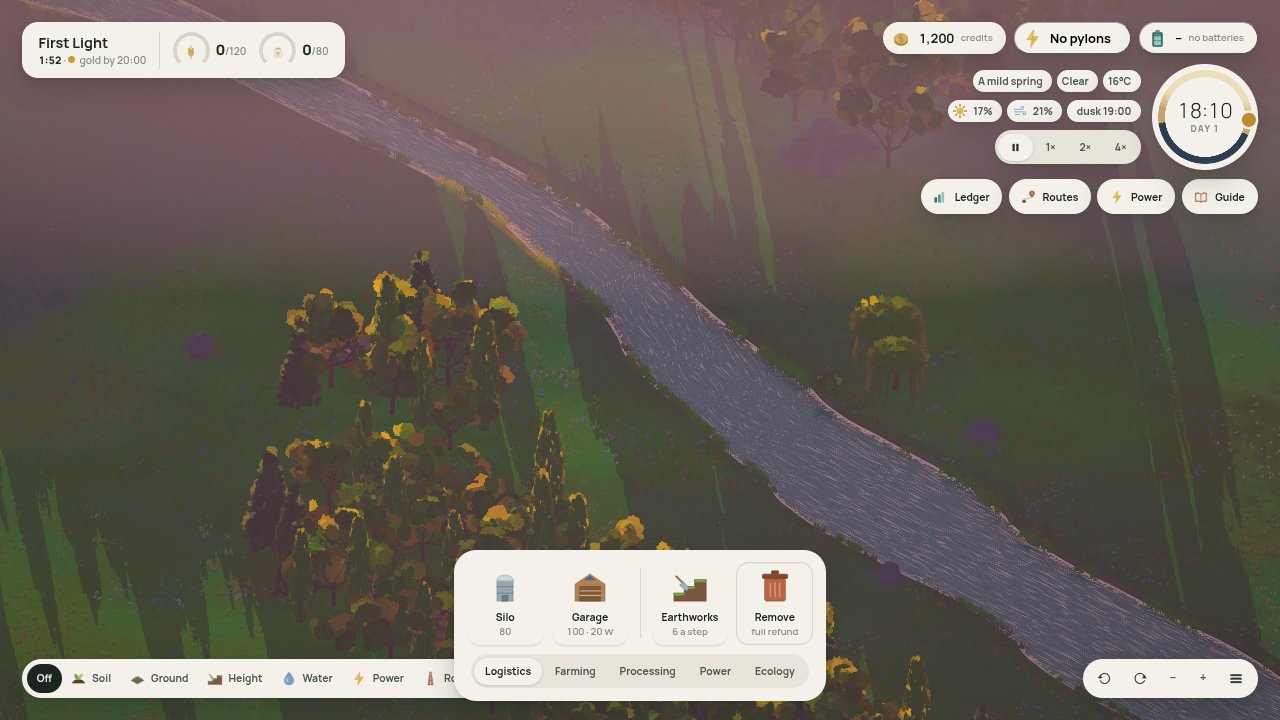 First Light
1:52 · gold by 20:00
0/120
0/80
1,200 credits
No pylons
– no batteries
A mild spring
Clear
16°C
17%
21%
dusk 19:00
18:10
DAY 1
1×
2×
4×
Ledger
Routes
Power
Guide
Silo
80
Garage
100 · 20 W
Earthworks
6 a step
Remove
full refund
Logistics
Farming
Processing
Power
Ecology
Off
Soil
Ground
Height
Water
Power
−
+